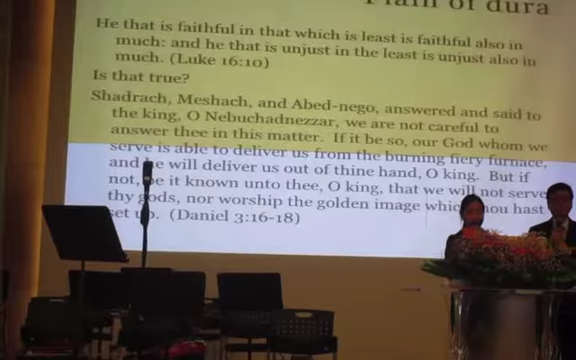 Plain of dura
He that is faithful in that which is least is faithful also in
much: and he that is unjust in the least is unjust also in
much. (Luke 16:10)
Is that true?
Shadrach, Meshach, and Abed-nego, answered and said to
the king, O Nebuchadnezzar, we are not careful to
answer thee in this matter. If it be so, our God whom we
serve is able to deliver us from the burning fiery furnace,
and he will deliver us out of thine hand, O king. But if
not, be it known unto thee, O king, that we will not serve
thy gods, nor worship the golden image which thou hast
set up. (Daniel 3:16-18)